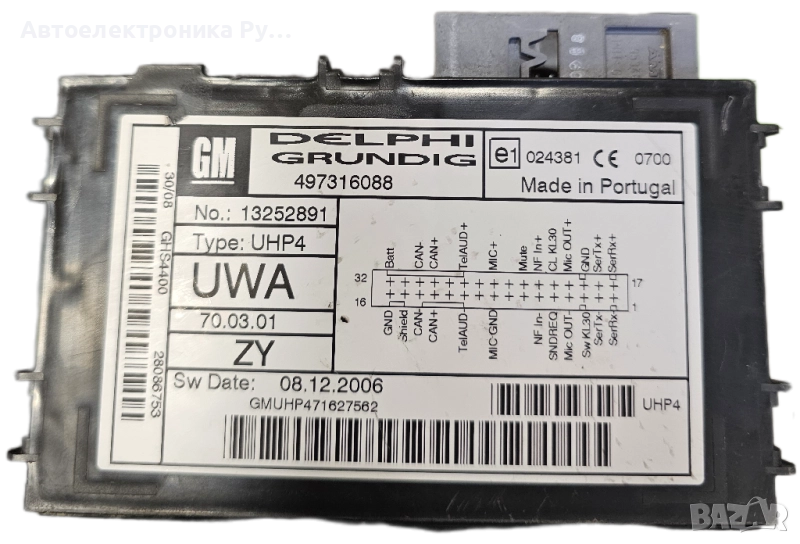 Автоелектроника Ру...
GM
DELPHI
GRUNDIG
497316088
e1 024381 CE 0700
Made in Portugal
30/08 GHS4400 28086753
No.: 13252891
Type: UHP4
UWA
70.03.01
ZY
Batt CAN- CAN+ Tel/AUD+ MIC+ Mute NF In+ CL KL30 Mic OUT+ GND SerTx+ SerRx+
32 17
16 1
GND Shield CAN- CAN+ Tel/AUD- MIC-GND NF In- SNDREQ Mic OUT- Sw KL30 SerTx- SerRx-
Sw Date: 08.12.2006
GMUHP471627562
UHP4
BAZAR